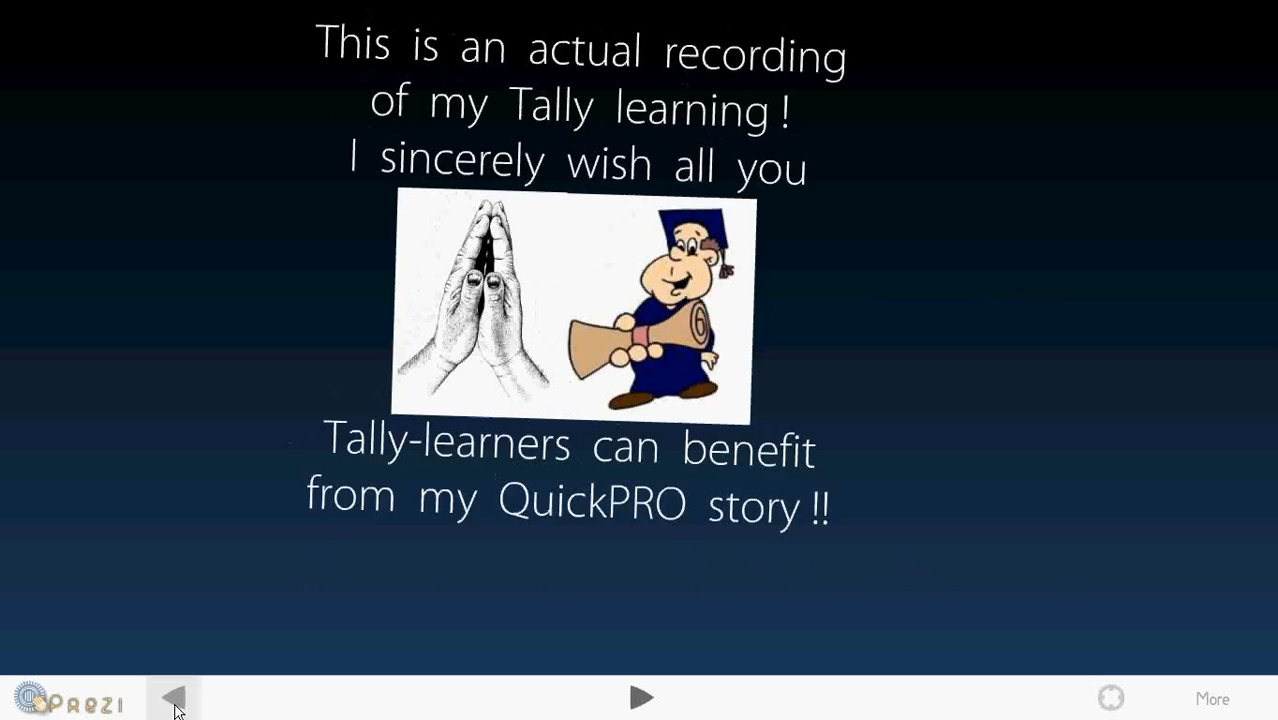 This is an actual recording
of my Tally learning !
I sincerely wish all you
6
Tally-learners can benefit
from my QuickPRO story !!
PREZI
More